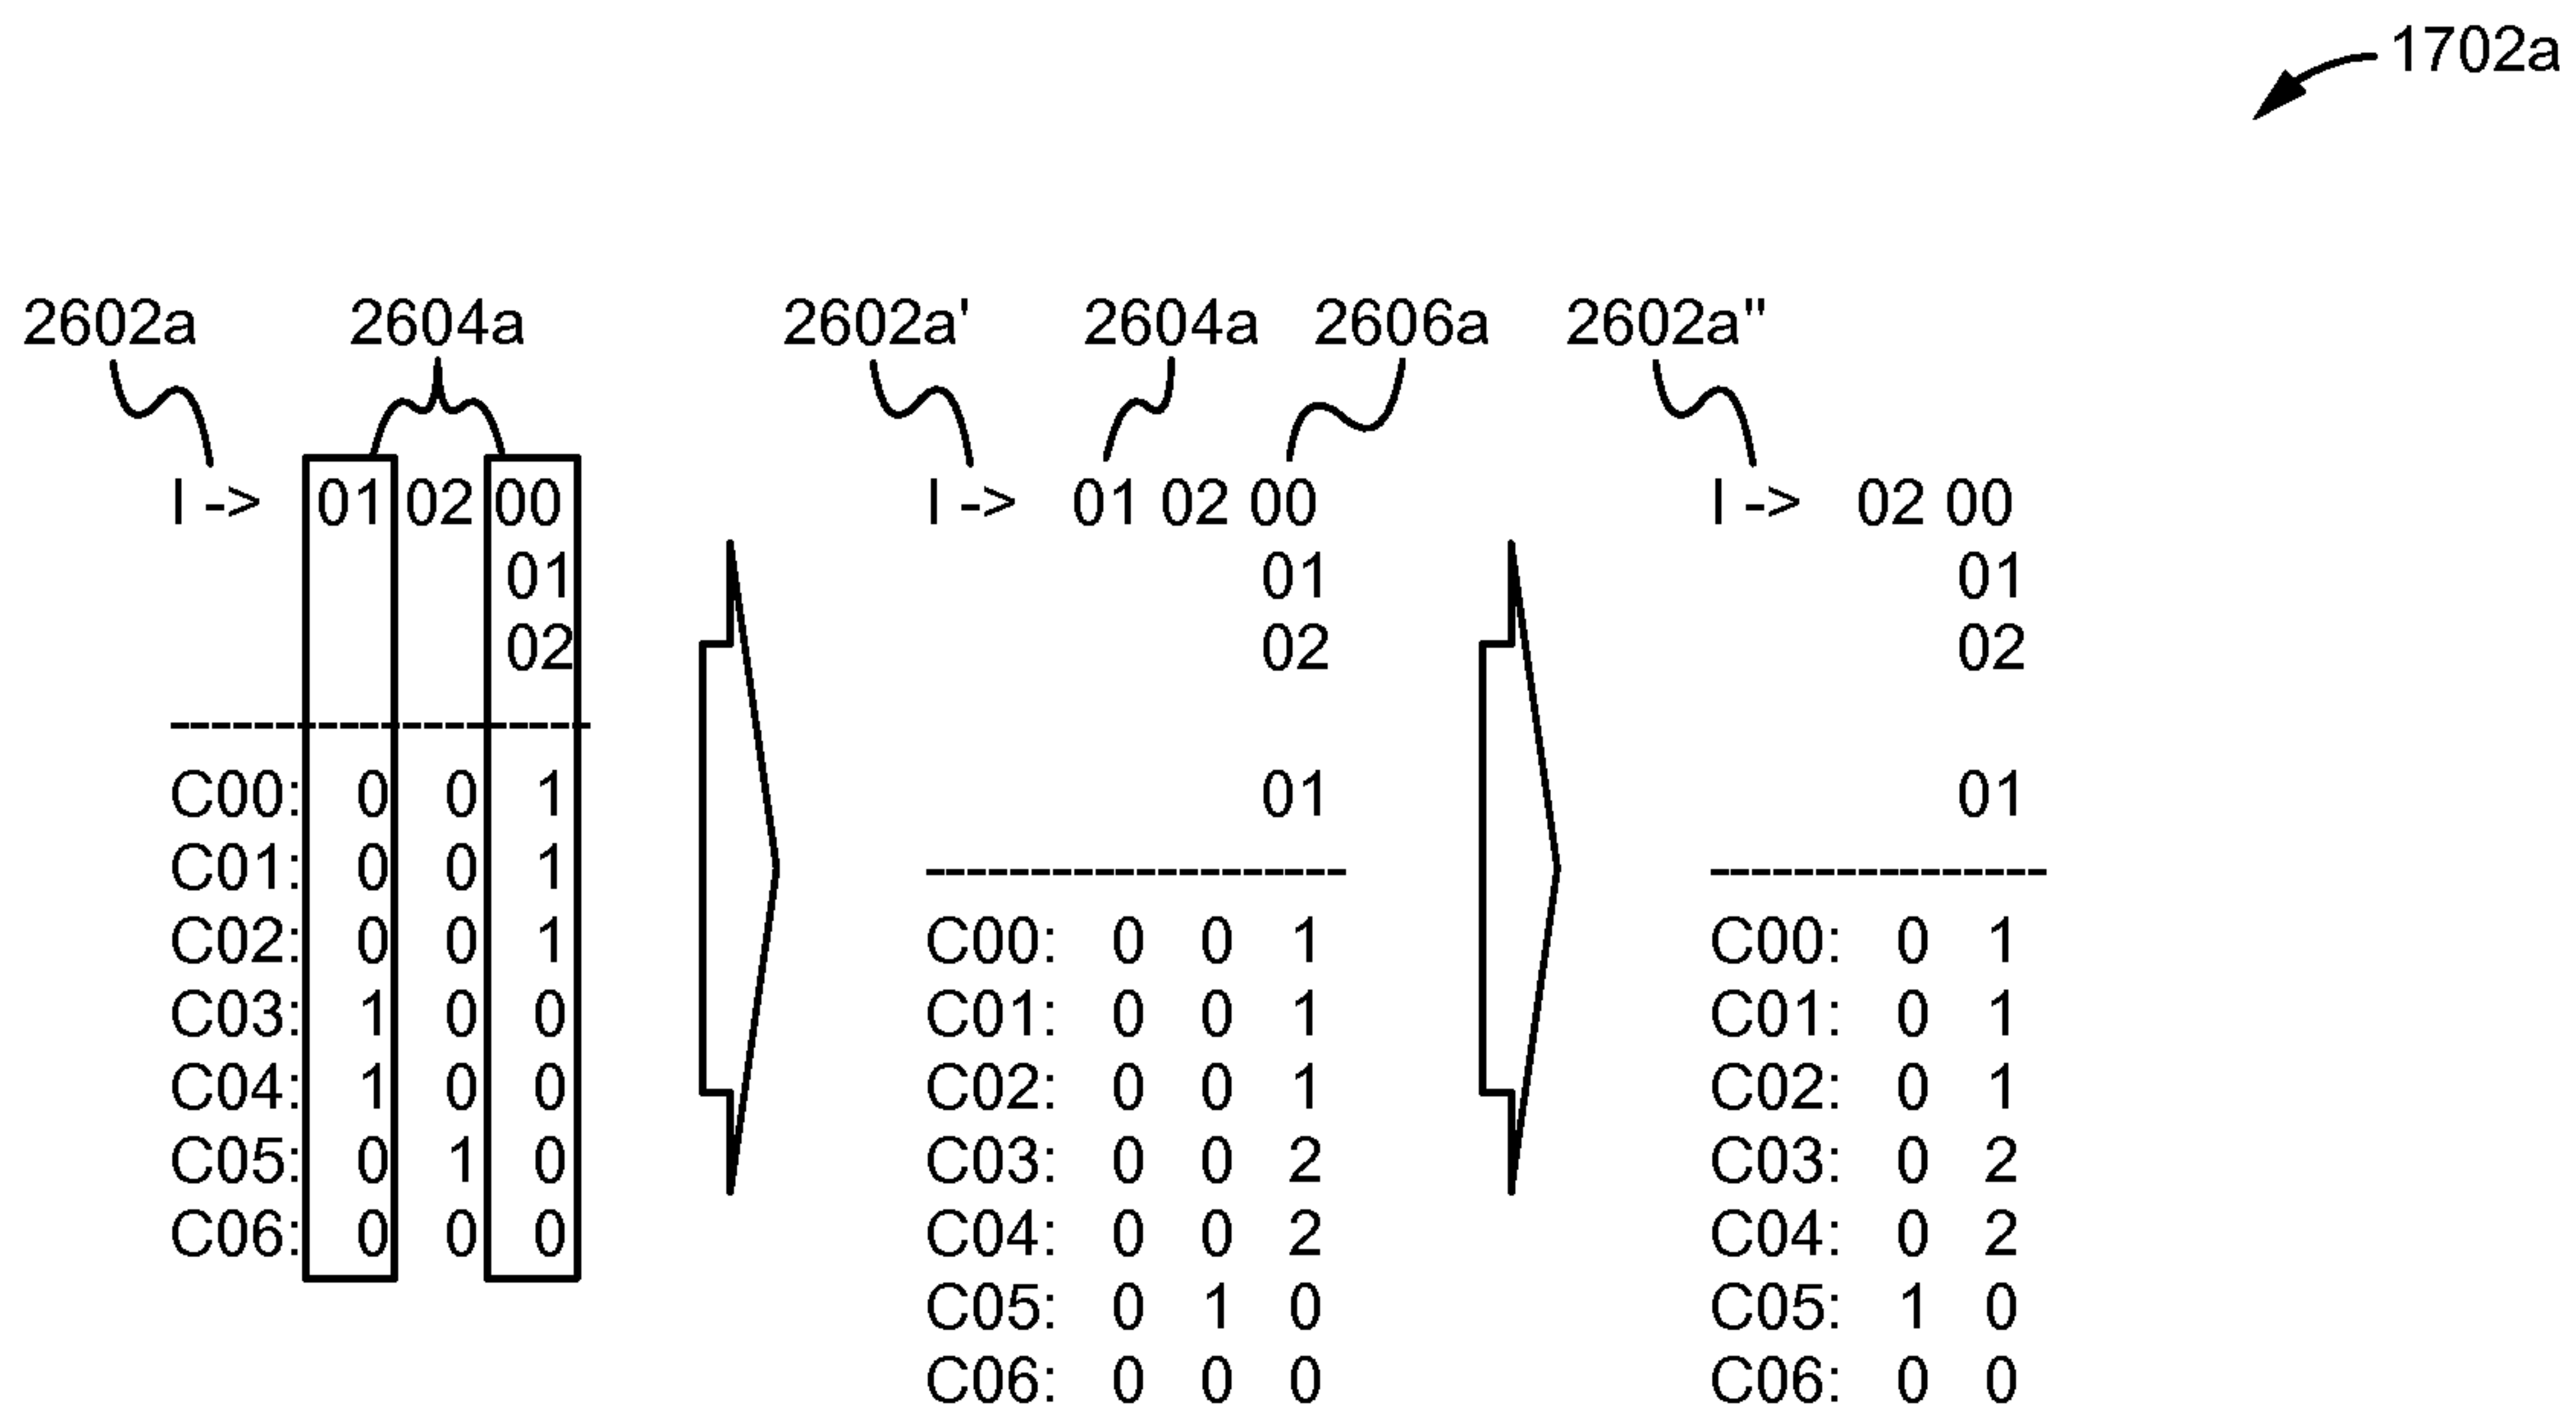 1702a
2602a 2604a 2602a' 2604a 2606a 2602a"
I -> 01 02 00 I -> 01 02 00 I -> 02 00
01 01 01
02 02 02
------------------- 
C00: 0 0 1 01 01
C01: 0 0 1 ------------------- ----------------
C02: 0 0 1 C00: 0 0 1 C00: 0 1
C03: 1 0 0 C01: 0 0 1 C01: 0 1
C04: 1 0 0 C02: 0 0 1 C02: 0 1
C05: 0 1 0 C03: 0 0 2 C03: 0 2
C06: 0 0 0 C04: 0 0 2 C04: 0 2
C05: 0 1 0 C05: 1 0
C06: 0 0 0 C06: 0 0